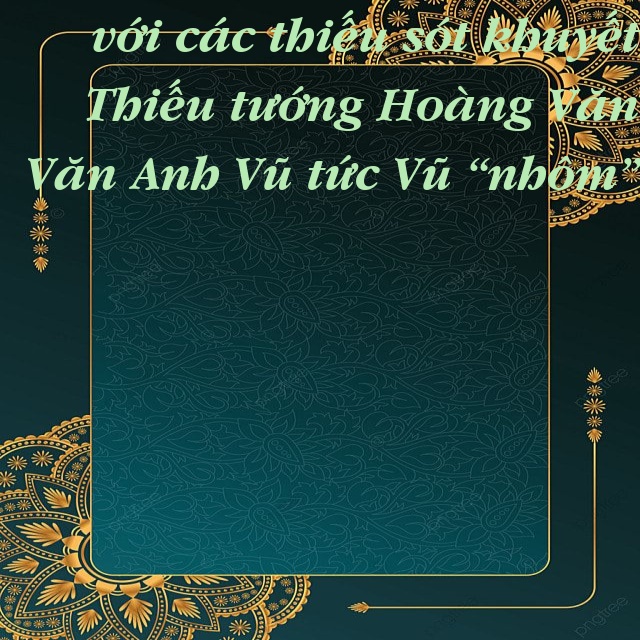 với các thiếu sót khuyết
Thiếu tướng Hoàng Văn
Văn Anh Vũ tức Vũ “nhôm”